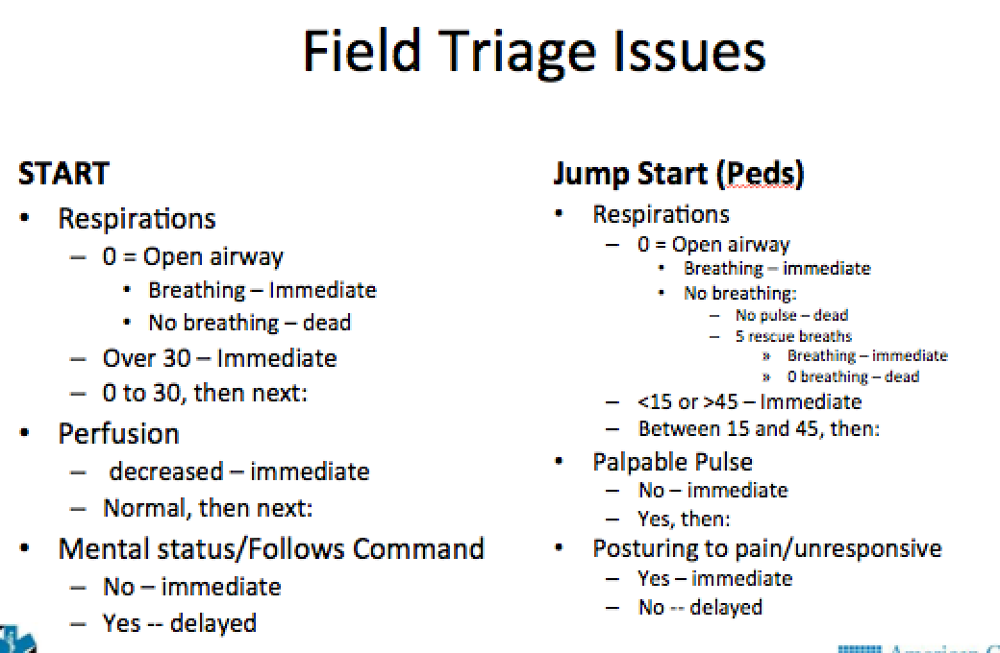 Field Triage Issues
START
• Respirations
– 0 = Open airway
• Breathing – Immediate
• No breathing – dead
– Over 30 – Immediate
– 0 to 30, then next:
• Perfusion
– decreased – immediate
– Normal, then next:
• Mental status/Follows Command
– No – immediate
– Yes -- delayed
Jump Start (Peds)
• Respirations
– 0 = Open airway
• Breathing – immediate
• No breathing:
– No pulse – dead
– 5 rescue breaths
» Breathing – immediate
» 0 breathing – dead
– <15 or >45 – Immediate
– Between 15 and 45, then:
• Palpable Pulse
– No – immediate
– Yes, then:
• Posturing to pain/unresponsive
– Yes – immediate
– No -- delayed
American C